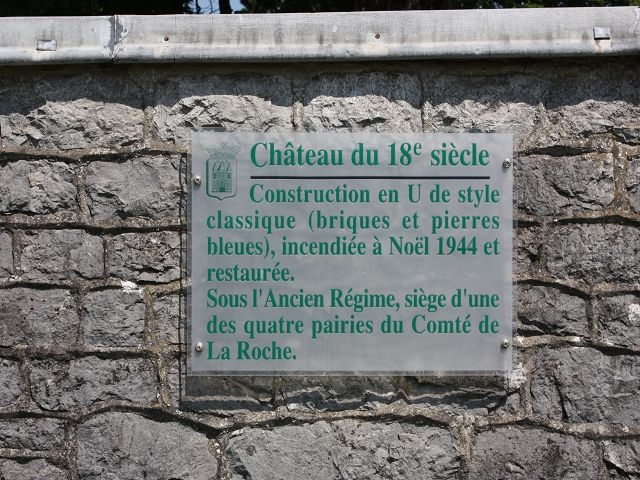 Château du 18e siècle
Construction en U de style
classique (briques et pierres
bleues), incendiée à Noël 1944 et
restaurée.
Sous l'Ancien Régime, siège d'une
des quatre pairies du Comté de
La Roche.